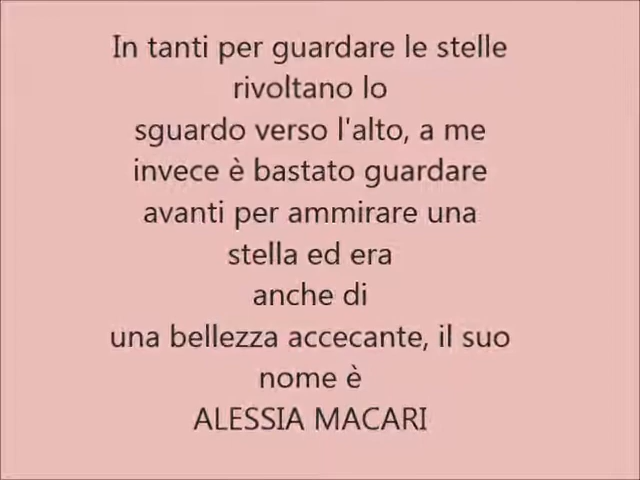 In tanti per guardare le stelle
rivoltano lo
sguardo verso l'alto, a me
invece è bastato guardare
avanti per ammirare una
stella ed era
anche di
una bellezza accecante, il suo
nome è
ALESSIA MACARI